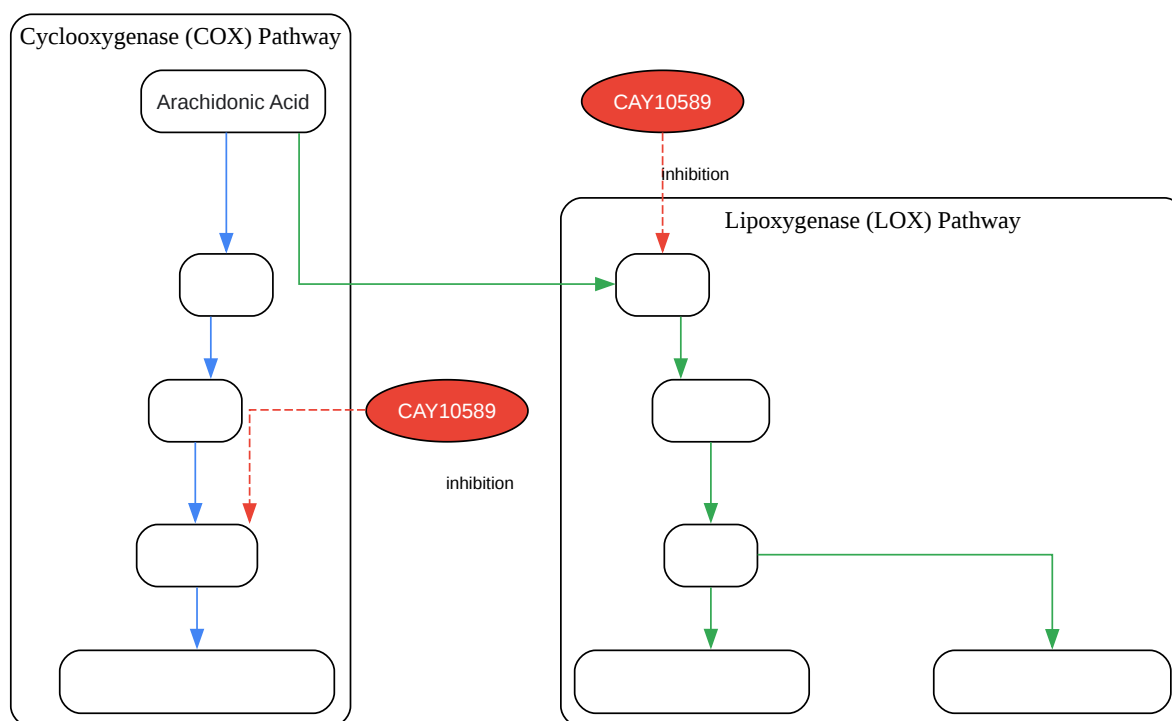 Cyclooxygenase (COX) Pathway
Arachidonic Acid
CAY10589
inhibition
Lipoxygenase (LOX) Pathway
CAY10589
inhibition